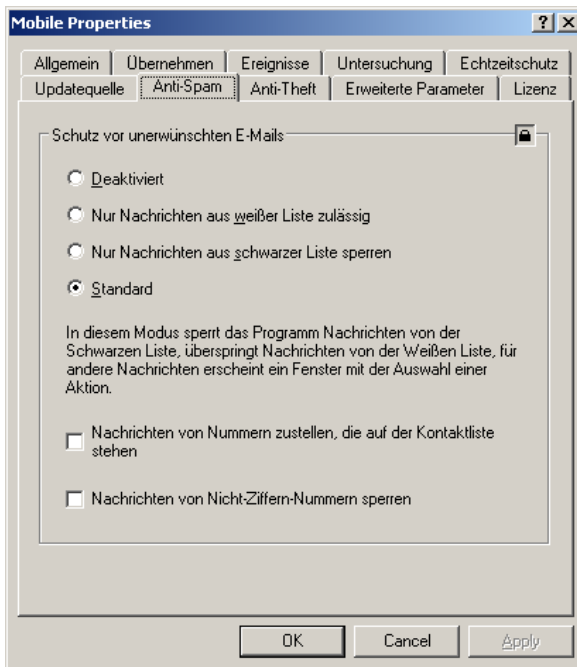 Mobile Properties
Allgemein Übernehmen Ereignisse Untersuchung Echtzeitschutz
Updatequelle Anti-Spam Anti-Theft Erweiterte Parameter Lizenz
Schutz vor unerwünschten E-Mails
Deaktiviert
Nur Nachrichten aus weißer Liste zulässig
Nur Nachrichten aus schwarzer Liste sperren
Standard
In diesem Modus sperrt das Programm Nachrichten von der
Schwarzen Liste, überspringt Nachrichten von der Weißen Liste, für
andere Nachrichten erscheint ein Fenster mit der Auswahl einer
Aktion.
Nachrichten von Nummern zustellen, die auf der Kontaktliste
stehen
Nachrichten von Nicht-Ziffern-Nummern sperren
OK Cancel Apply